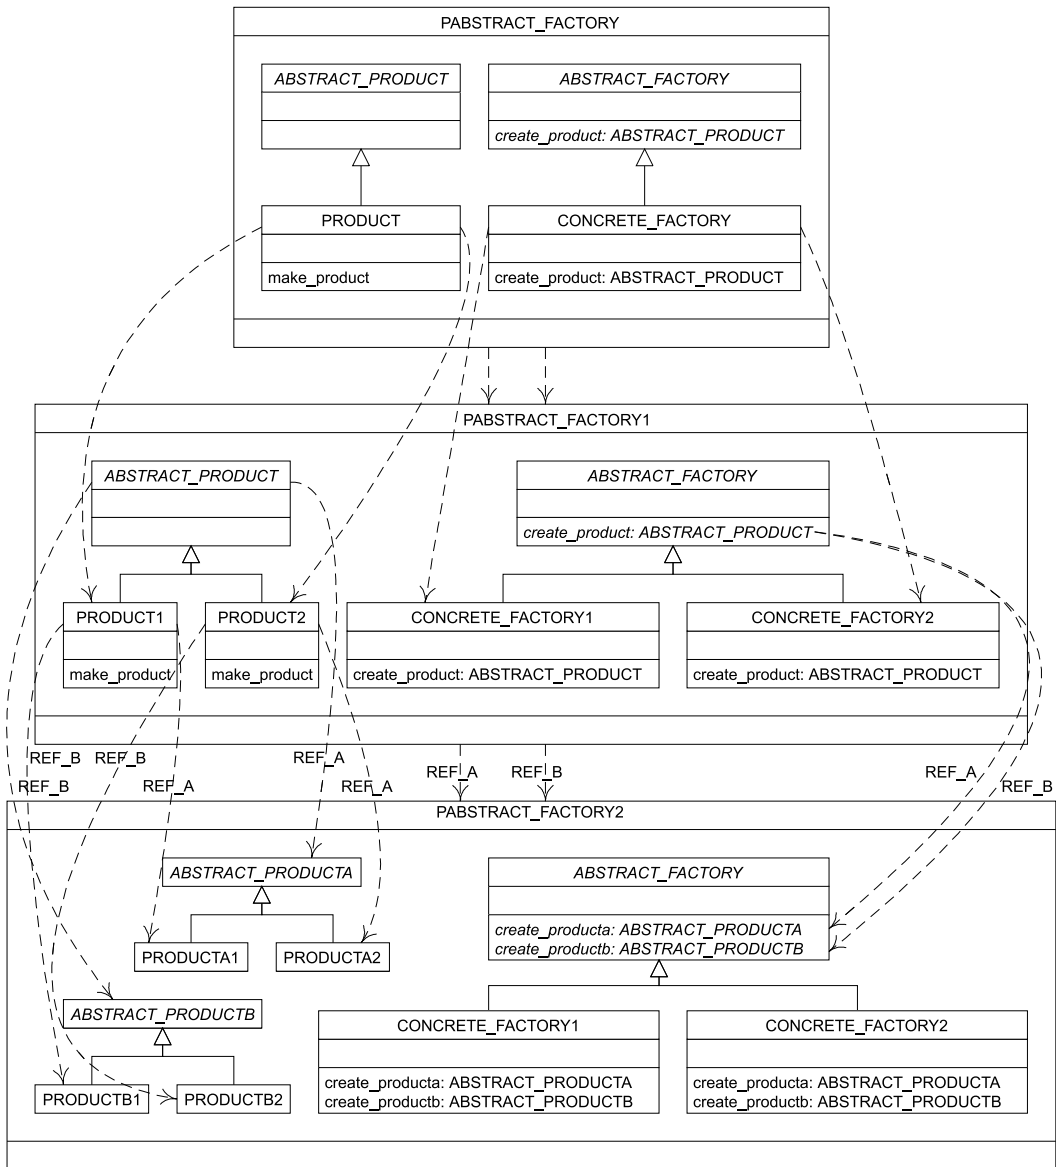 PABSTRACT_FACTORY
ABSTRACT_PRODUCT
ABSTRACT_FACTORY
create_product: ABSTRACT_PRODUCT
PRODUCT
CONCRETE_FACTORY
make_product
create_product: ABSTRACT_PRODUCT
PABSTRACT_FACTORY1
ABSTRACT_PRODUCT
ABSTRACT_FACTORY
create_product: ABSTRACT_PRODUCT
PRODUCT1
PRODUCT2
CONCRETE_FACTORY1
CONCRETE_FACTORY2
make_product
make_product
create_product: ABSTRACT_PRODUCT
create_product: ABSTRACT_PRODUCT
REF_B
REF_B
REF_A
REF_A
REF_B
REF_A
REF_B
REF_A
REF_A
REF_B
PABSTRACT_FACTORY2
ABSTRACT_PRODUCTA
ABSTRACT_FACTORY
create_producta: ABSTRACT_PRODUCTA
create_productb: ABSTRACT_PRODUCTB
PRODUCTA1
PRODUCTA2
ABSTRACT_PRODUCTB
CONCRETE_FACTORY1
CONCRETE_FACTORY2
create_producta: ABSTRACT_PRODUCTA
create_productb: ABSTRACT_PRODUCTB
create_producta: ABSTRACT_PRODUCTA
create_productb: ABSTRACT_PRODUCTB
PRODUCTB1
PRODUCTB2